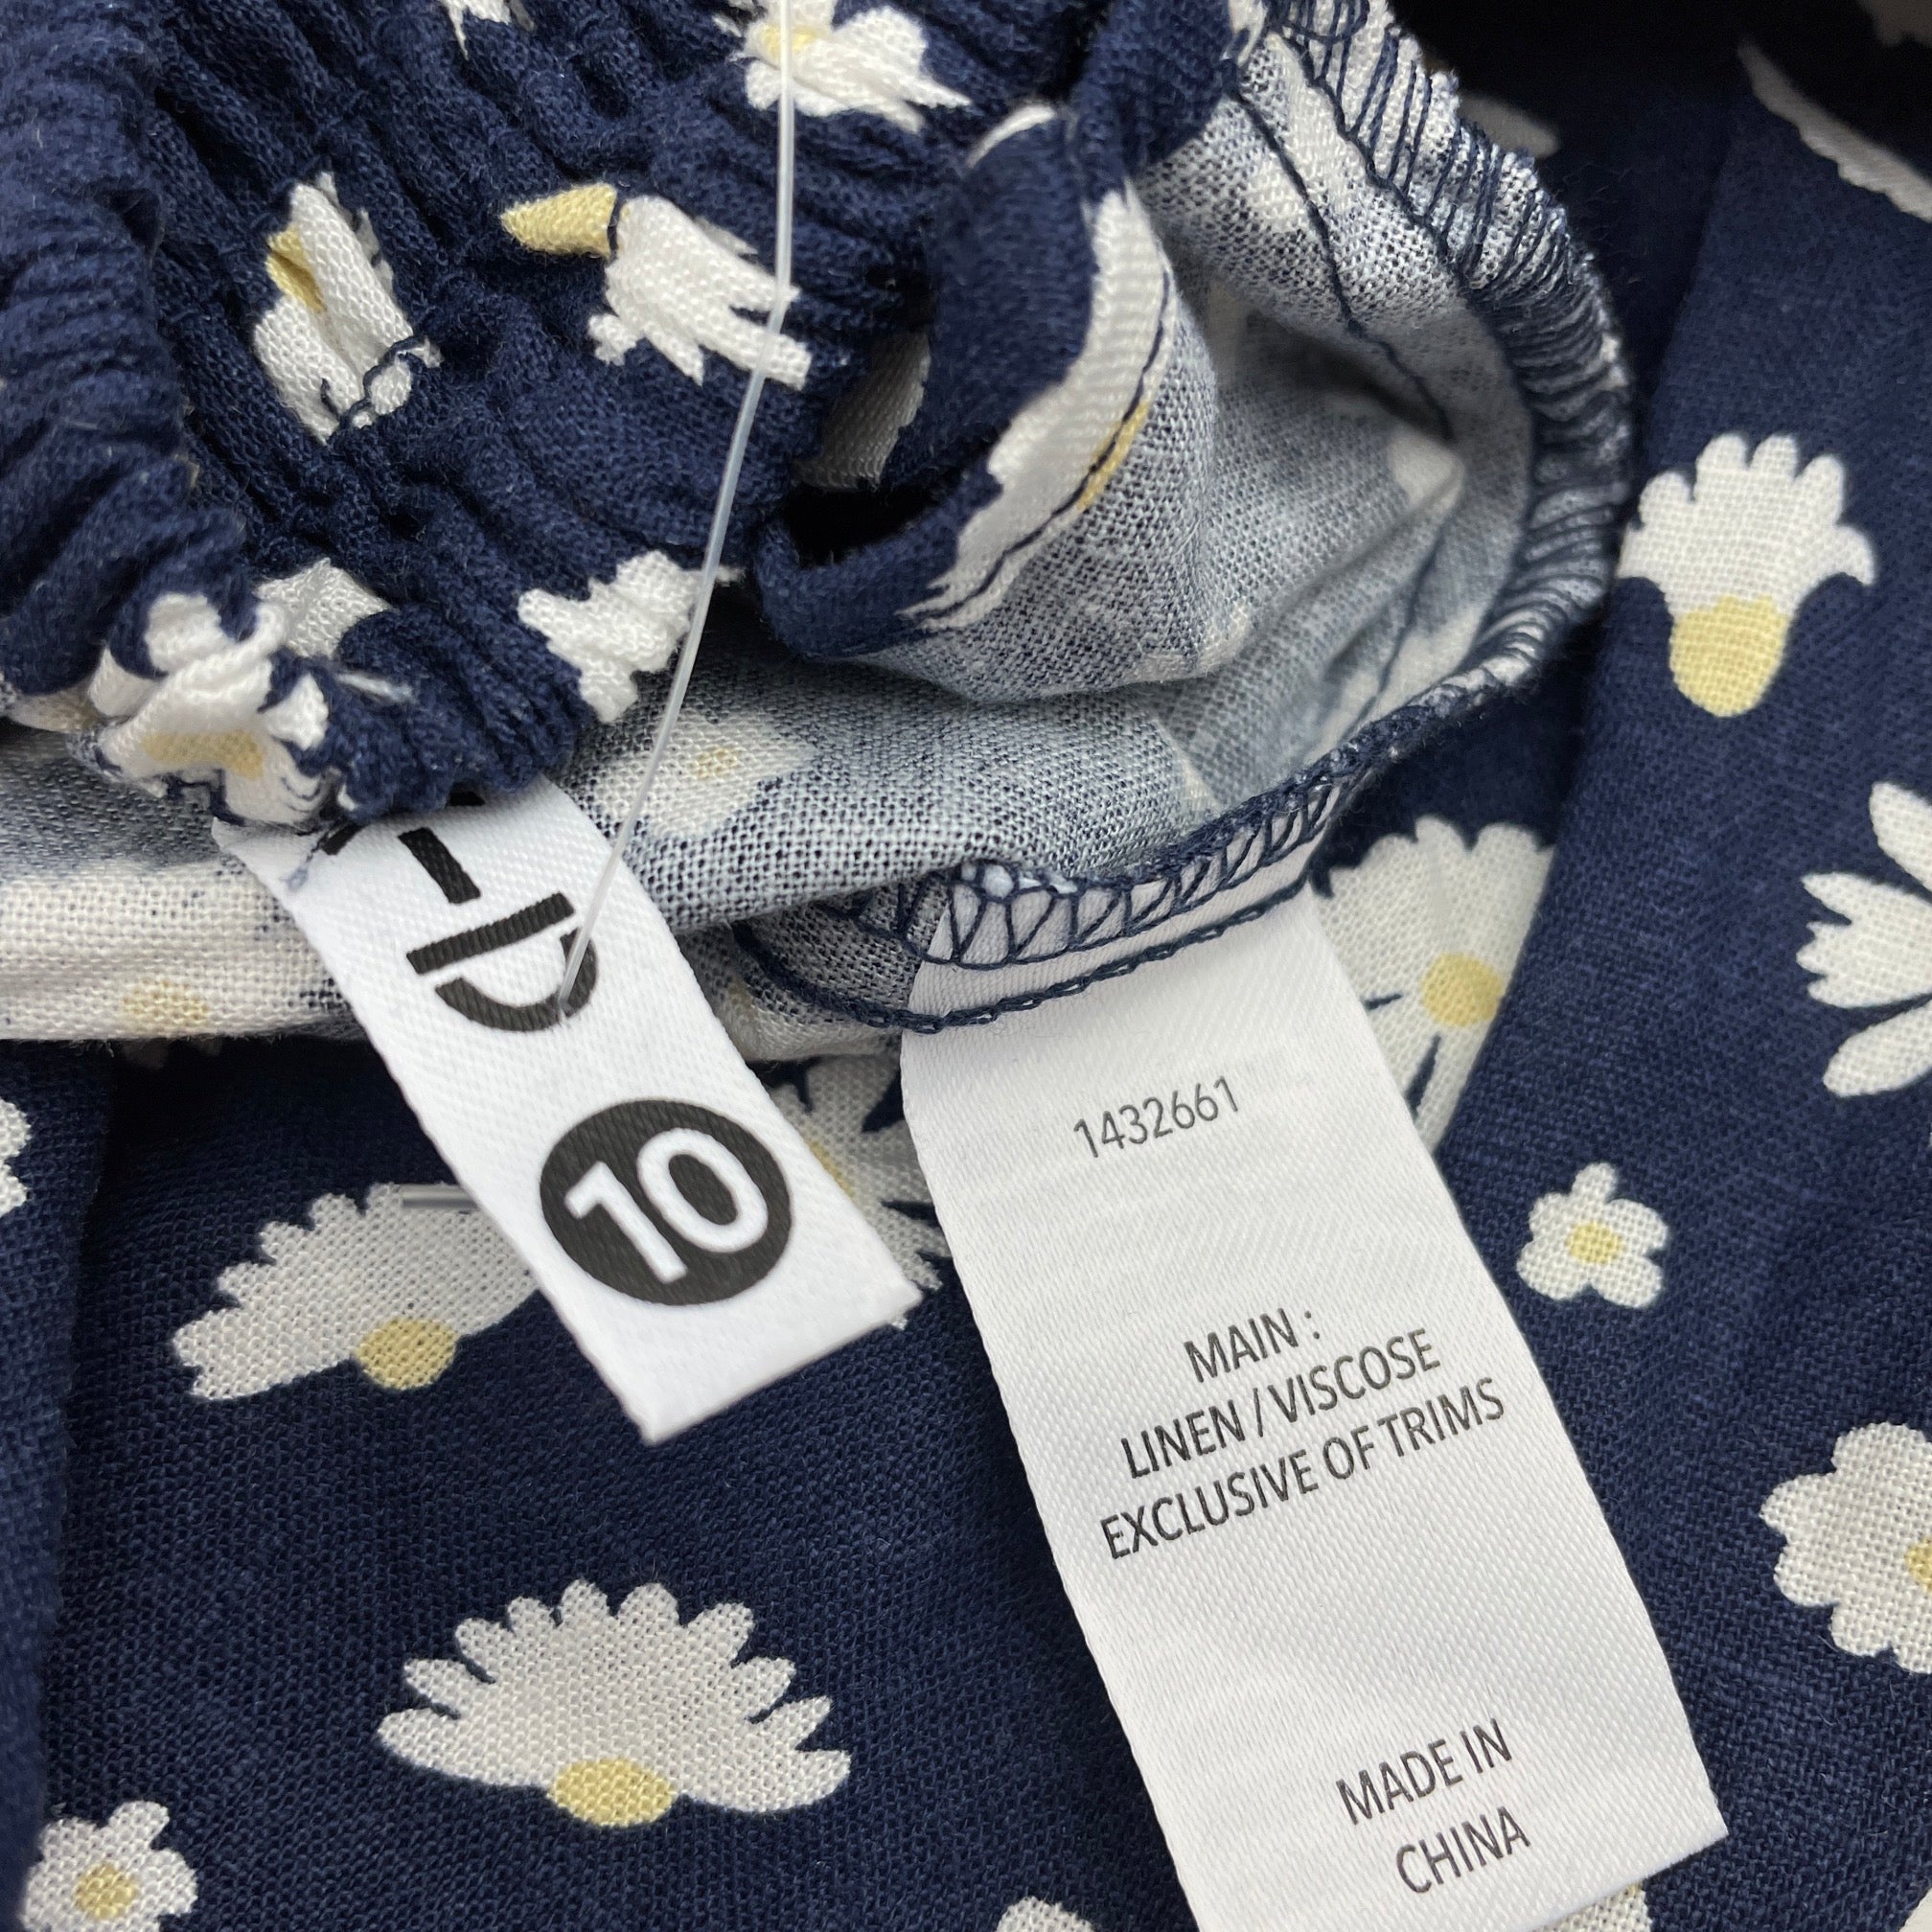 10
1432661
MAIN :
LINEN / VISCOSE
EXCLUSIVE OF TRIMS
MADE IN
CHINA